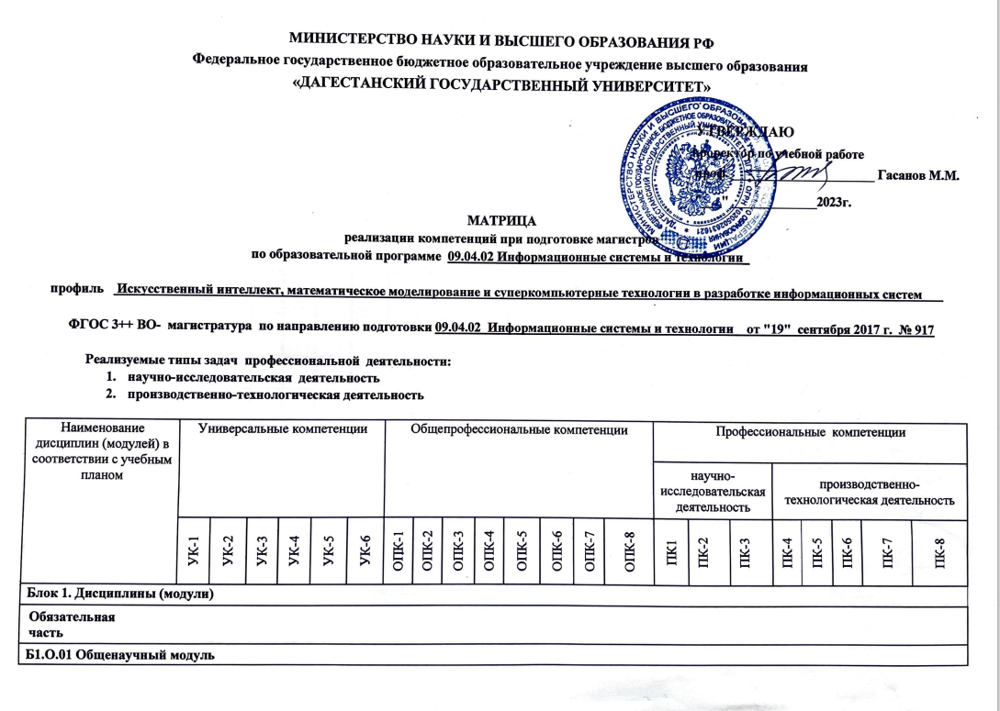 МИНИСТЕРСТВО НАУКИ И ВЫСШЕГО ОБРАЗОВАНИЯ РФ
Федеральное государственное бюджетное образовательное учреждение высшего образования
«ДАГЕСТАНСКИЙ ГОСУДАРСТВЕННЫЙ УНИВЕРСИТЕТ»
УТВЕРЖДАЮ
проректор по учебной работе
Гасанов М.М.
2023г.
МАТРИЦА
реализации компетенций при подготовке магистров
по образовательной программе 09.04.02 Информационные системы и технологии
профиль Искусственный интеллект, математическое моделирование и суперкомпьютерные технологии в разработке информационных систем
ФГОС 3++ ВО- магистратура по направлению подготовки 09.04.02 Информационные системы и технологии от "19" сентября 2017 г. № 917
Реализуемые типы задач профессиональной деятельности:
1. научно-исследовательская деятельность
2. производственно-технологическая деятельность
Наименование
дисциплин (модулей) в
соответствии с учебным
планом
Универсальные компетенции
Общепрофессиональные компетенции
Профессиональные компетенции
научно-
исследовательская
деятельность
производственно-
технологическая деятельность
УК-1
УК-2
УК-3
УК-4
УК-5
УК-6
ОПК-1
ОПК-2
ОПК-3
ОПК-4
ОПК-5
ОПК-6
ОПК-7
ОПК-8
ПК1
ПК-2
ПК-3
ПК-4
ПК-5
ПК-6
ПК-7
ПК-8
Блок 1. Дисциплины (модули)
Обязательная
часть
Б1.О.01 Общенаучный модуль